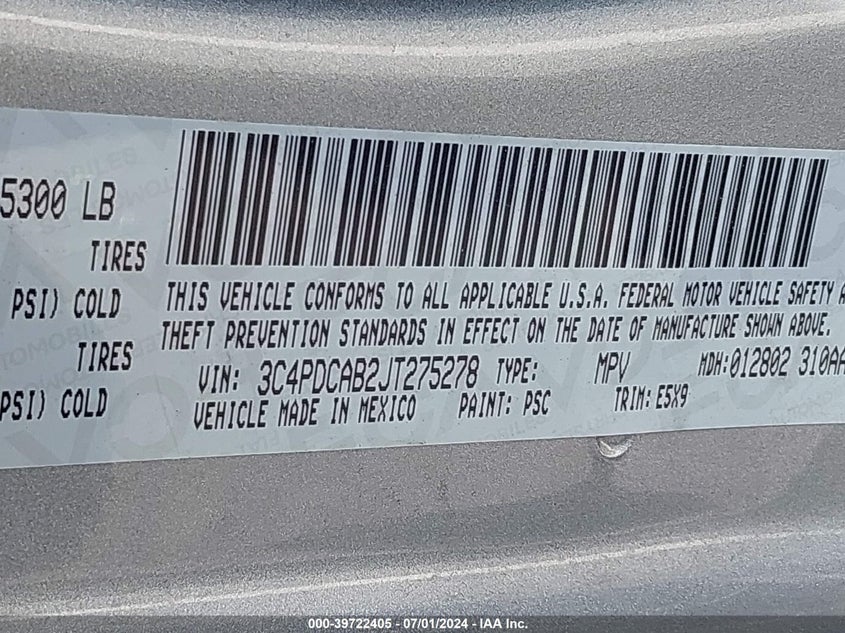 5300 LB
TIRES
PSI) COLD
TIRES
PSI) COLD
THIS VEHICLE CONFORMS TO ALL APPLICABLE U.S.A. FEDERAL MOTOR VEHICLE SAFETY
THEFT PREVENTION STANDARDS IN EFFECT ON THE DATE OF MANUFACTURE SHOWN ABOVE.
VIN: 3C4PDCAB2JT275278 TYPE: MPV MDH:012802 310AA
VEHICLE MADE IN MEXICO PAINT: PSC TRIM: E5X9
000-39722405 - 07/01/2024 - IAA Inc.